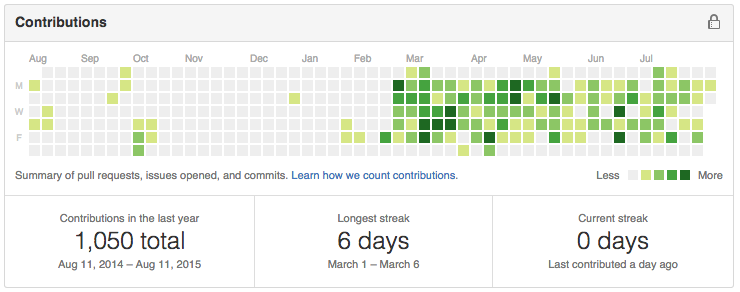 Contributions
Aug Sep Oct Nov Dec Jan Feb Mar Apr May Jun Jul
M
W
F
Summary of pull requests, issues opened, and commits. Learn how we count contributions. Less More
Contributions in the last year Longest streak Current streak
1,050 total 6 days 0 days
Aug 11, 2014 – Aug 11, 2015 March 1 – March 6 Last contributed a day ago